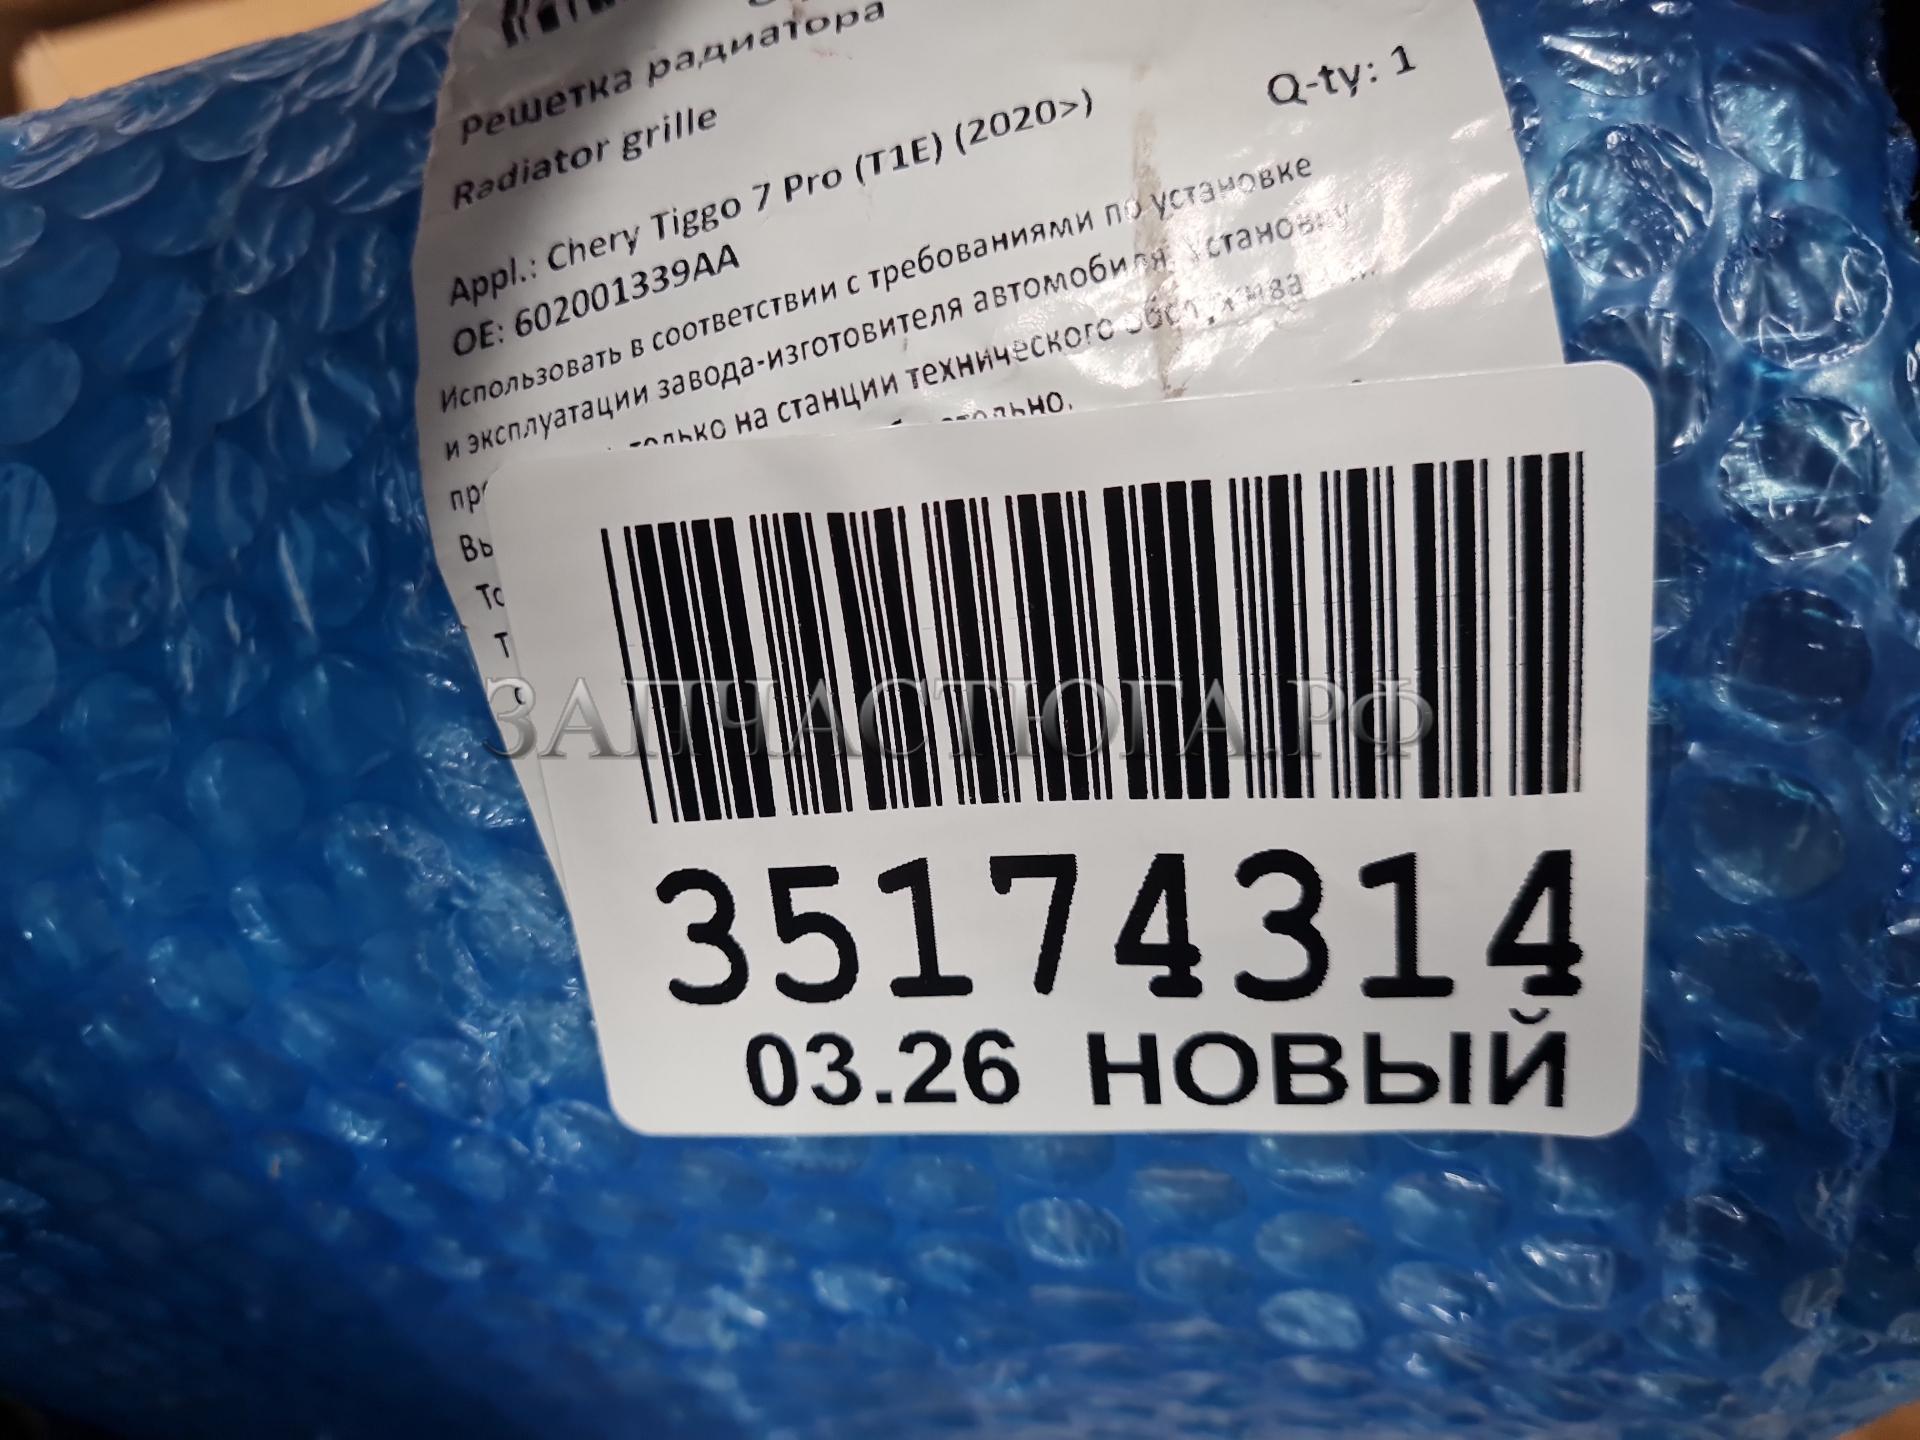 Решетка радиатора
Radiator grille
Q-ty: 1
Appl.: Chery Tiggo 7 Pro (T1E) (2020>)
OE: 602001339AA
Использовать в соответствии с требованиями по установке
и эксплуатации завода-изготовителя автомобиля. Установку
только на станции технического
ЗАПЧАСТЮГА.РФ
35174314
03.26 НОВЫЙ